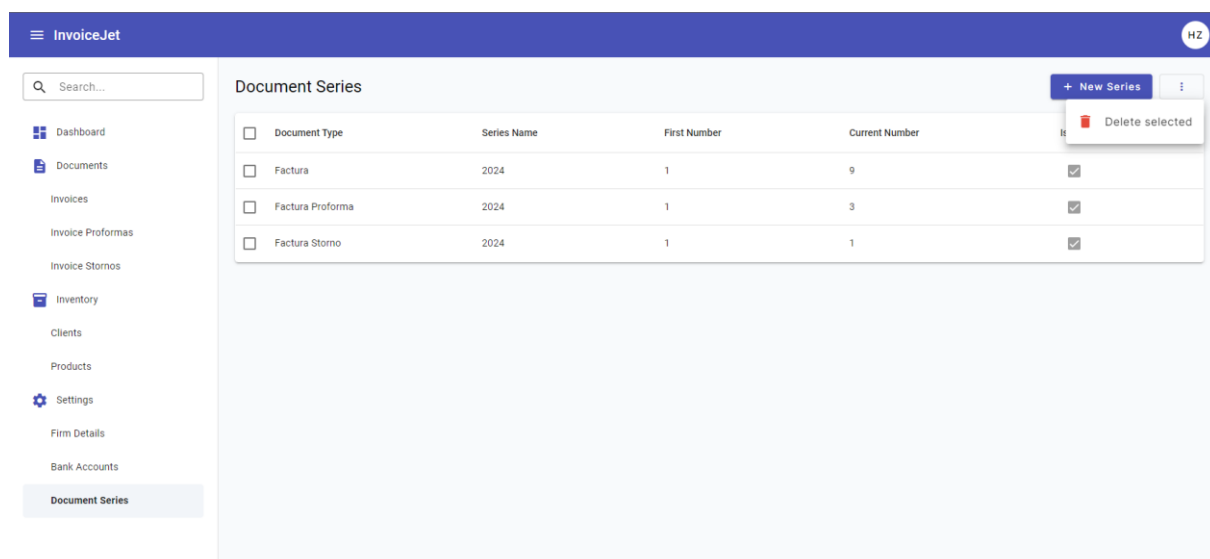 InvoiceJet
HZ
Search...
Dashboard
Documents
Invoices
Invoice Proformas
Invoice Stornos
Inventory
Clients
Products
Settings
Firm Details
Bank Accounts
Document Series
Document Series
+ New Series
Delete selected
Document Type Series Name First Number Current Number
Factura 2024 1 9
Factura Proforma 2024 1 3
Factura Storno 2024 1 1